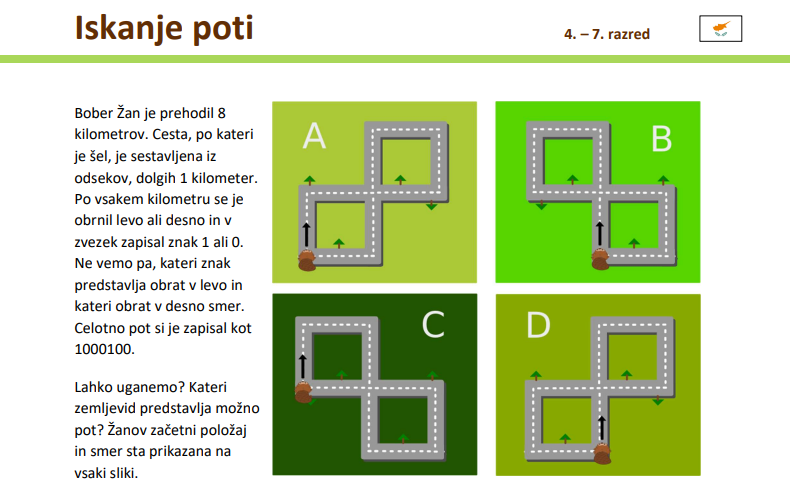 Iskanje poti
4. – 7. razred
Bober Žan je prehodil 8
kilometrov. Cesta, po kateri
je šel, je sestavljena iz
odsekov, dolgih 1 kilometer.
Po vsakem kilometru se je
obrnil levo ali desno in v
zvezek zapisal znak 1 ali 0.
Ne vemo pa, kateri znak
predstavlja obrat v levo in
kateri obrat v desno smer.
Celotno pot si je zapisal kot
1000100.
Lahko uganemo? Kateri
zemljevid predstavlja možno
pot? Žanov začetni položaj
in smer sta prikazana na
vsaki sliki.
A
B
C
D